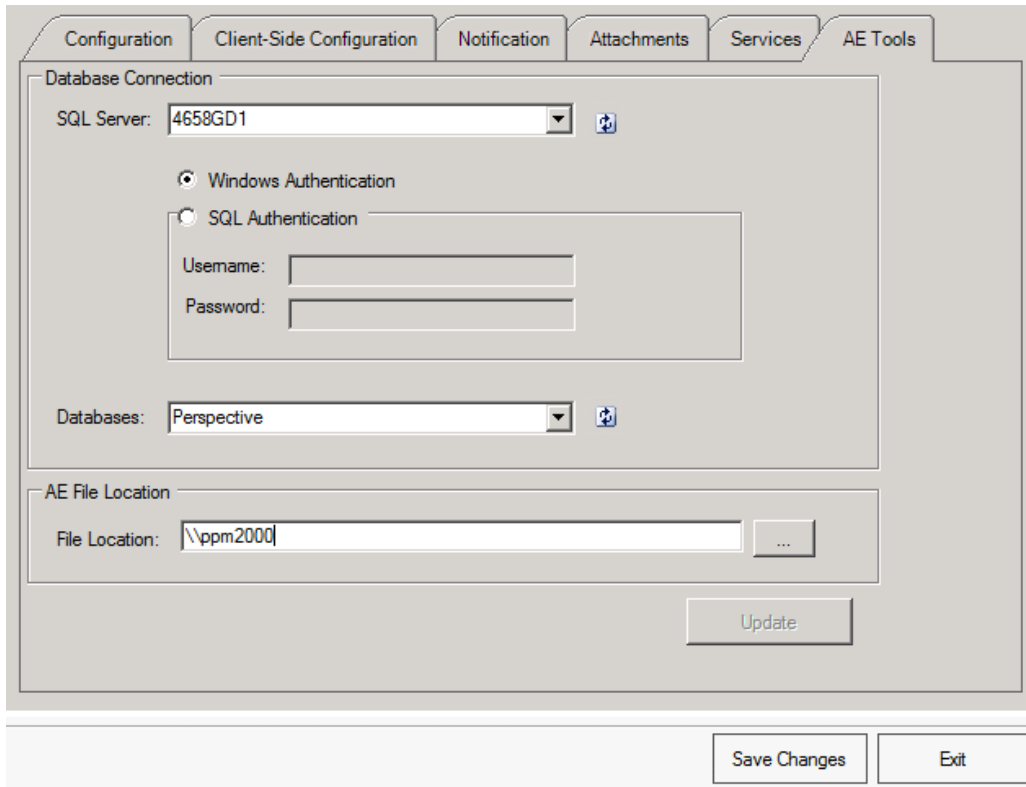 Configuration Client-Side Configuration Notification Attachments Services AE Tools
Database Connection
SQL Server: 4658GD1
Windows Authentication
SQL Authentication
Username:
Password:
Databases: Perspective
AE File Location
File Location: \\ppm2000
...
Update
Save Changes Exit